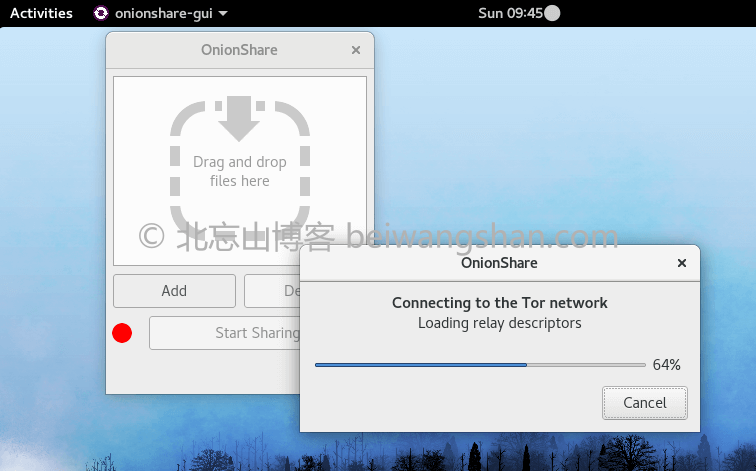 Activities onionshare-gui Sun 09:45
OnionShare
Drag and drop
files here
© 北忘山博客 beiwangshan.com
Add De
Start Sharing
OnionShare
Connecting to the Tor network
Loading relay descriptors
64%
Cancel